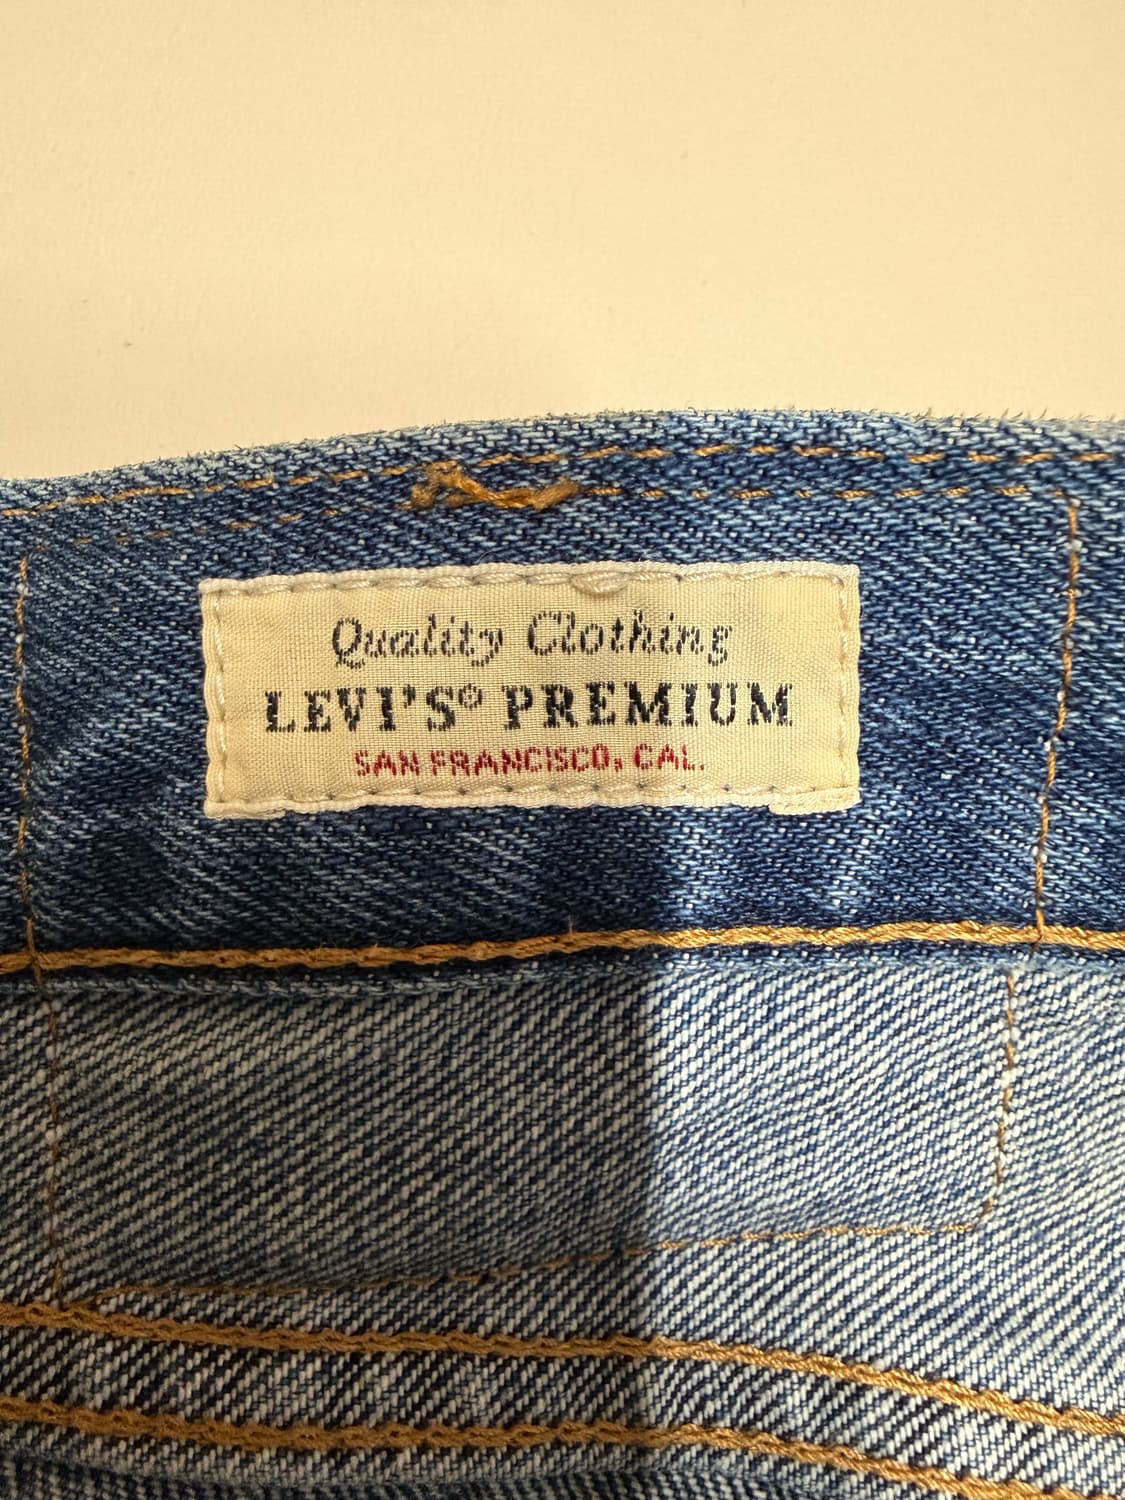 Quality Clothing
LEVI'S® PREMIUM
SAN FRANCISCO, CAL.